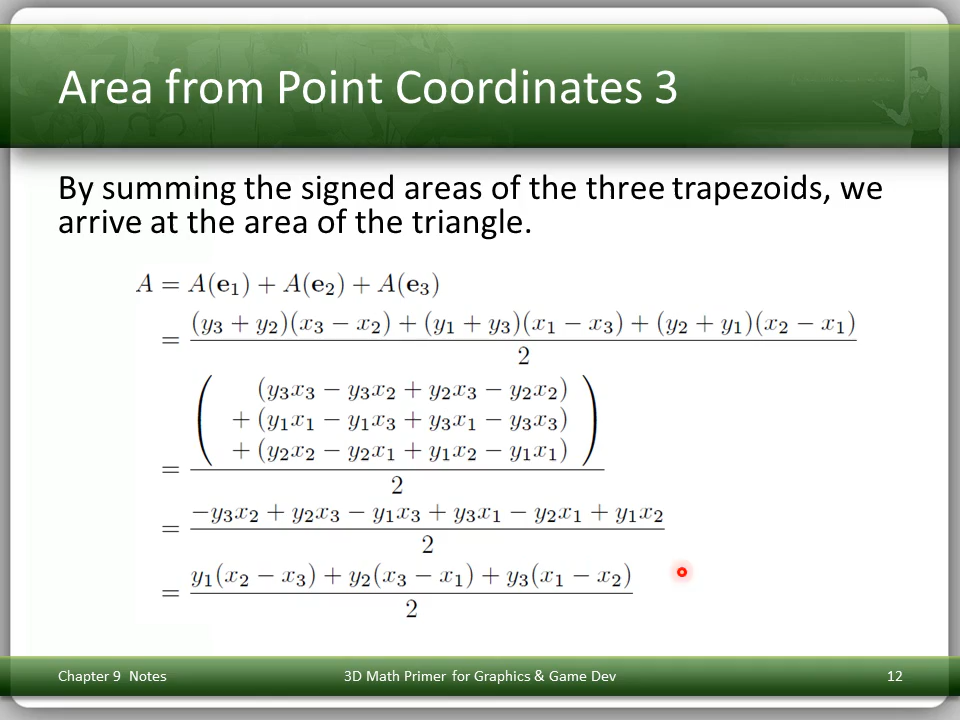 Area from Point Coordinates 3
By summing the signed areas of the three trapezoids, we
arrive at the area of the triangle.
A = A(e₁) + A(e₂) + A(e₃)
= (y₃ + y₂)(x₃ − x₂) + (y₁ + y₃)(x₁ − x₃) + (y₂ + y₁)(x₂ − x₁)
2
(y₃x₃ − y₃x₂ + y₂x₃ − y₂x₂)
+ (y₁x₁ − y₁x₃ + y₃x₁ − y₃x₃)
+ (y₂x₂ − y₂x₁ + y₁x₂ − y₁x₁)
=
2
= −y₃x₂ + y₂x₃ − y₁x₃ + y₃x₁ − y₂x₁ + y₁x₂
2
= y₁(x₂ − x₃) + y₂(x₃ − x₁) + y₃(x₁ − x₂)
2
Chapter 9 Notes
3D Math Primer for Graphics & Game Dev
12